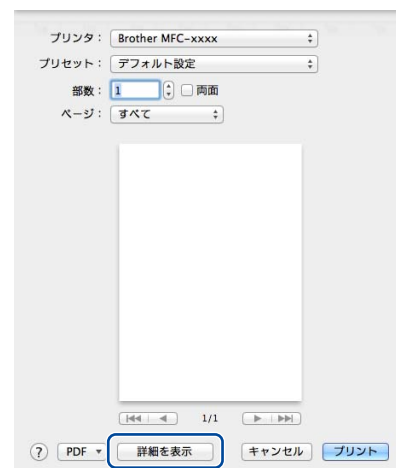 プリンタ： Brother MFC-xxxx
プリセット： デフォルト設定
部数： 1 両面
ページ： すべて
1/1
? PDF 詳細を表示 キャンセル プリント